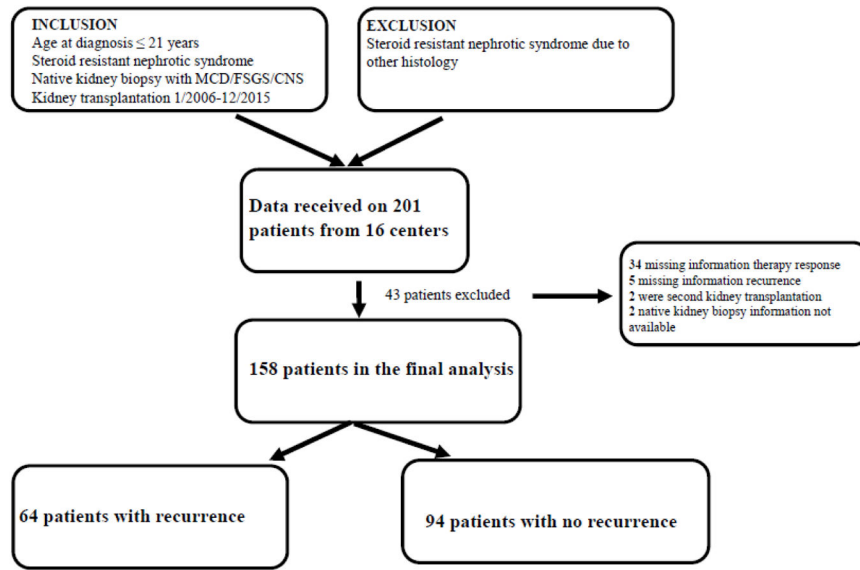 INCLUSION
Age at diagnosis ≤ 21 years
Steroid resistant nephrotic syndrome
Native kidney biopsy with MCD/FSGS/CNS
Kidney transplantation 1/2006-12/2015
EXCLUSION
Steroid resistant nephrotic syndrome due to
other histology
Data received on 201
patients from 16 centers
43 patients excluded
34 missing information therapy response
5 missing information recurrence
2 were second kidney transplantation
2 native kidney biopsy information not
available
158 patients in the final analysis
64 patients with recurrence
94 patients with no recurrence